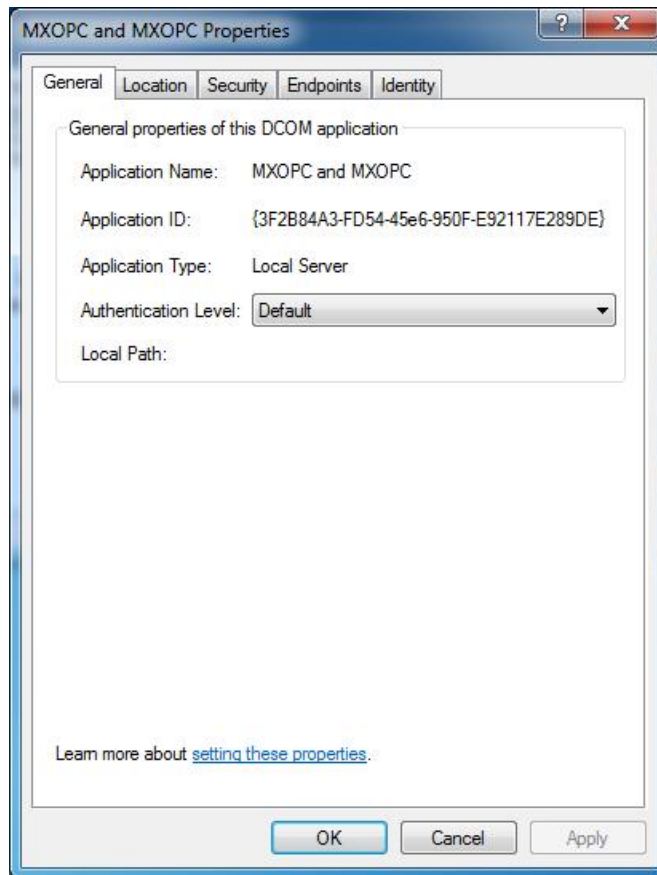 MXOPC and MXOPC Properties
General Location Security Endpoints Identity
General properties of this DCOM application
Application Name: MXOPC and MXOPC
Application ID: {3F2B84A3-FD54-45e6-950F-E92117E289DE}
Application Type: Local Server
Authentication Level: Default
Local Path:
Learn more about setting these properties.
OK Cancel Apply